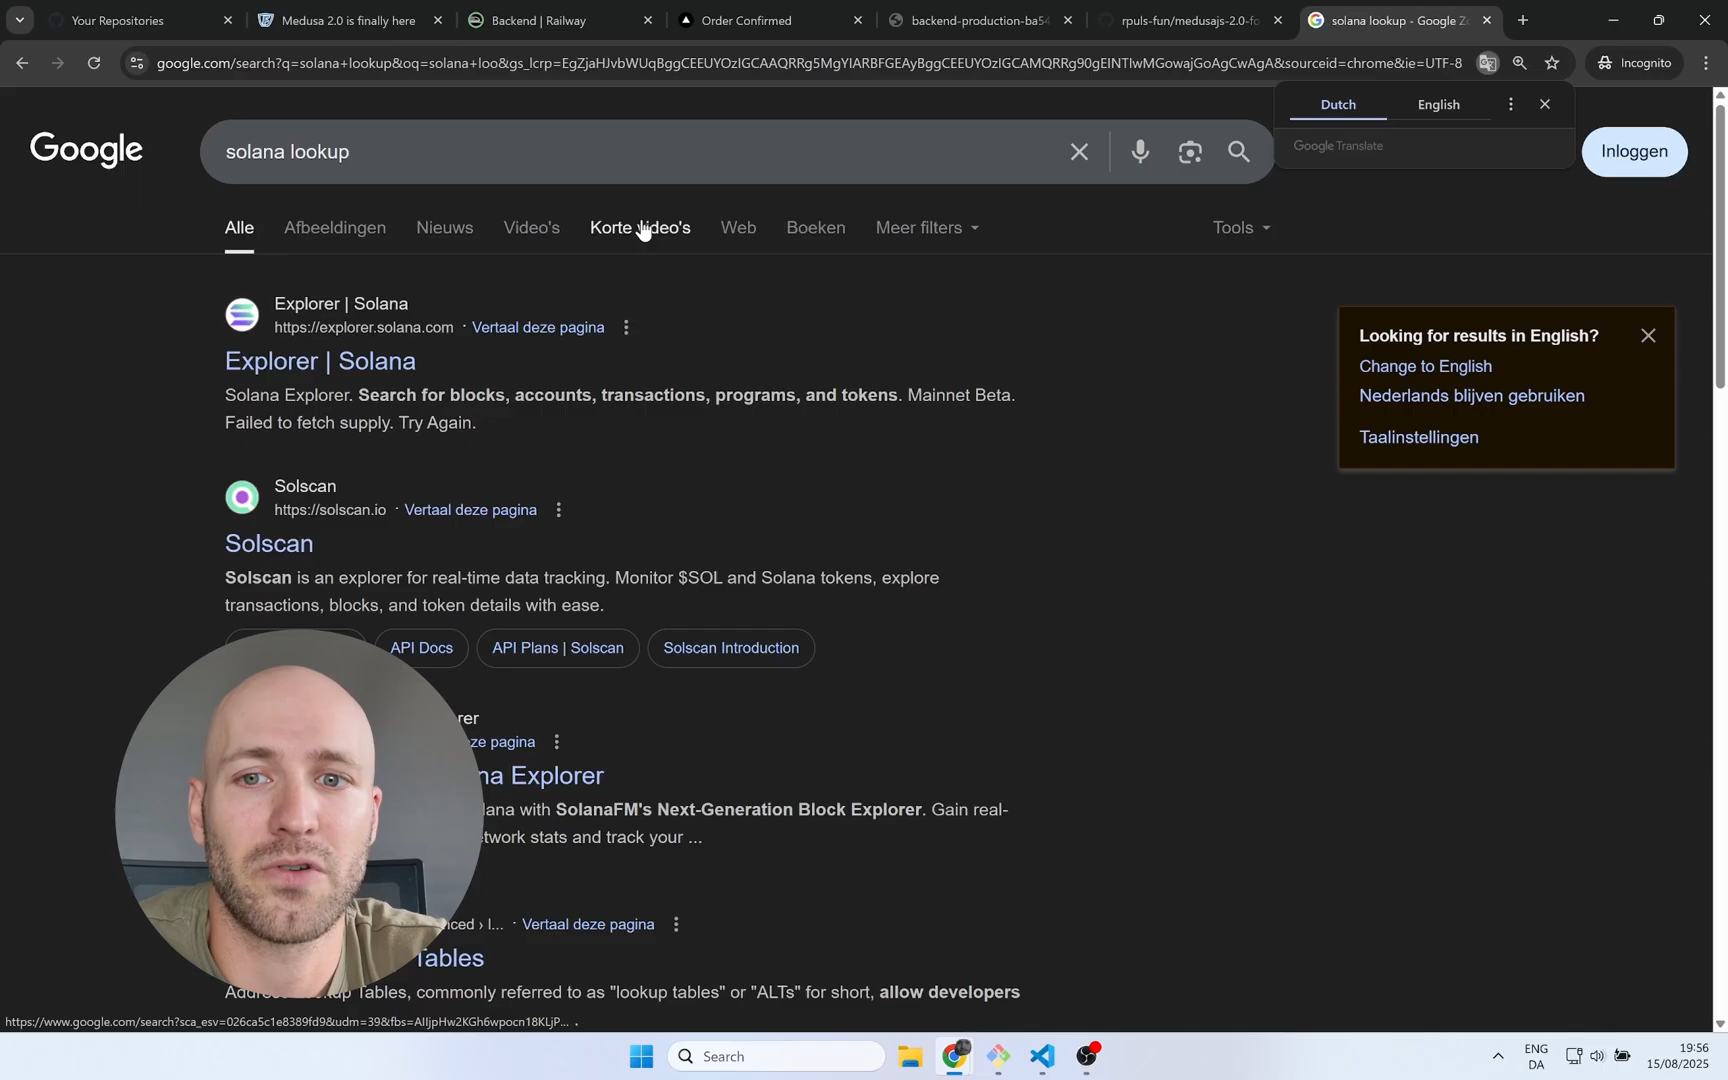 Your Repositories
Medusa 2.0 is finally here
Backend | Railway
Order Confirmed
backend-production-ba54
rpuls-fun/medusajs-2.0-fo
solana lookup - Google Zo
google.com/search?q=solana+lookup&oq=solana+loo&gs_lcrp=EgZjaHJvbWUqBggCEEUYOzIGCAAQRRg5MgYIARBFGEAyBggCEEUYOzIGCAMQRRg90gEINTIwMGowajGoAgCwAgA&sourceid=chrome&ie=UTF-8
Incognito
Dutch
English
Google Translate
Google
solana lookup
Inloggen
Alle
Afbeeldingen
Nieuws
Video's
Korte video's
Web
Boeken
Meer filters
Tools
Explorer | Solana
https://explorer.solana.com · Vertaal deze pagina
Explorer | Solana
Solana Explorer. Search for blocks, accounts, transactions, programs, and tokens. Mainnet Beta.
Failed to fetch supply. Try Again.
Looking for results in English?
Change to English
Nederlands blijven gebruiken
Taalinstellingen
Solscan
https://solscan.io · Vertaal deze pagina
Solscan
Solscan is an explorer for real-time data tracking. Monitor $SOL and Solana tokens, explore
transactions, blocks, and token details with ease.
API Docs
API Plans | Solscan
Solscan Introduction
rer
ze pagina
na Explorer
lana with SolanaFM's Next-Generation Block Explorer. Gain real-
twork stats and track your ...
nced › l... · Vertaal deze pagina
Tables
Tables, commonly referred to as "lookup tables" or "ALTs" for short, allow developers
https://www.google.com/search?sca_esv=026ca5c1e8389fd9&udm=39&fbs=AIIjpHw2KGh6wpocn18KLjP...
Search
ENG
DA
19:56
15/08/2025